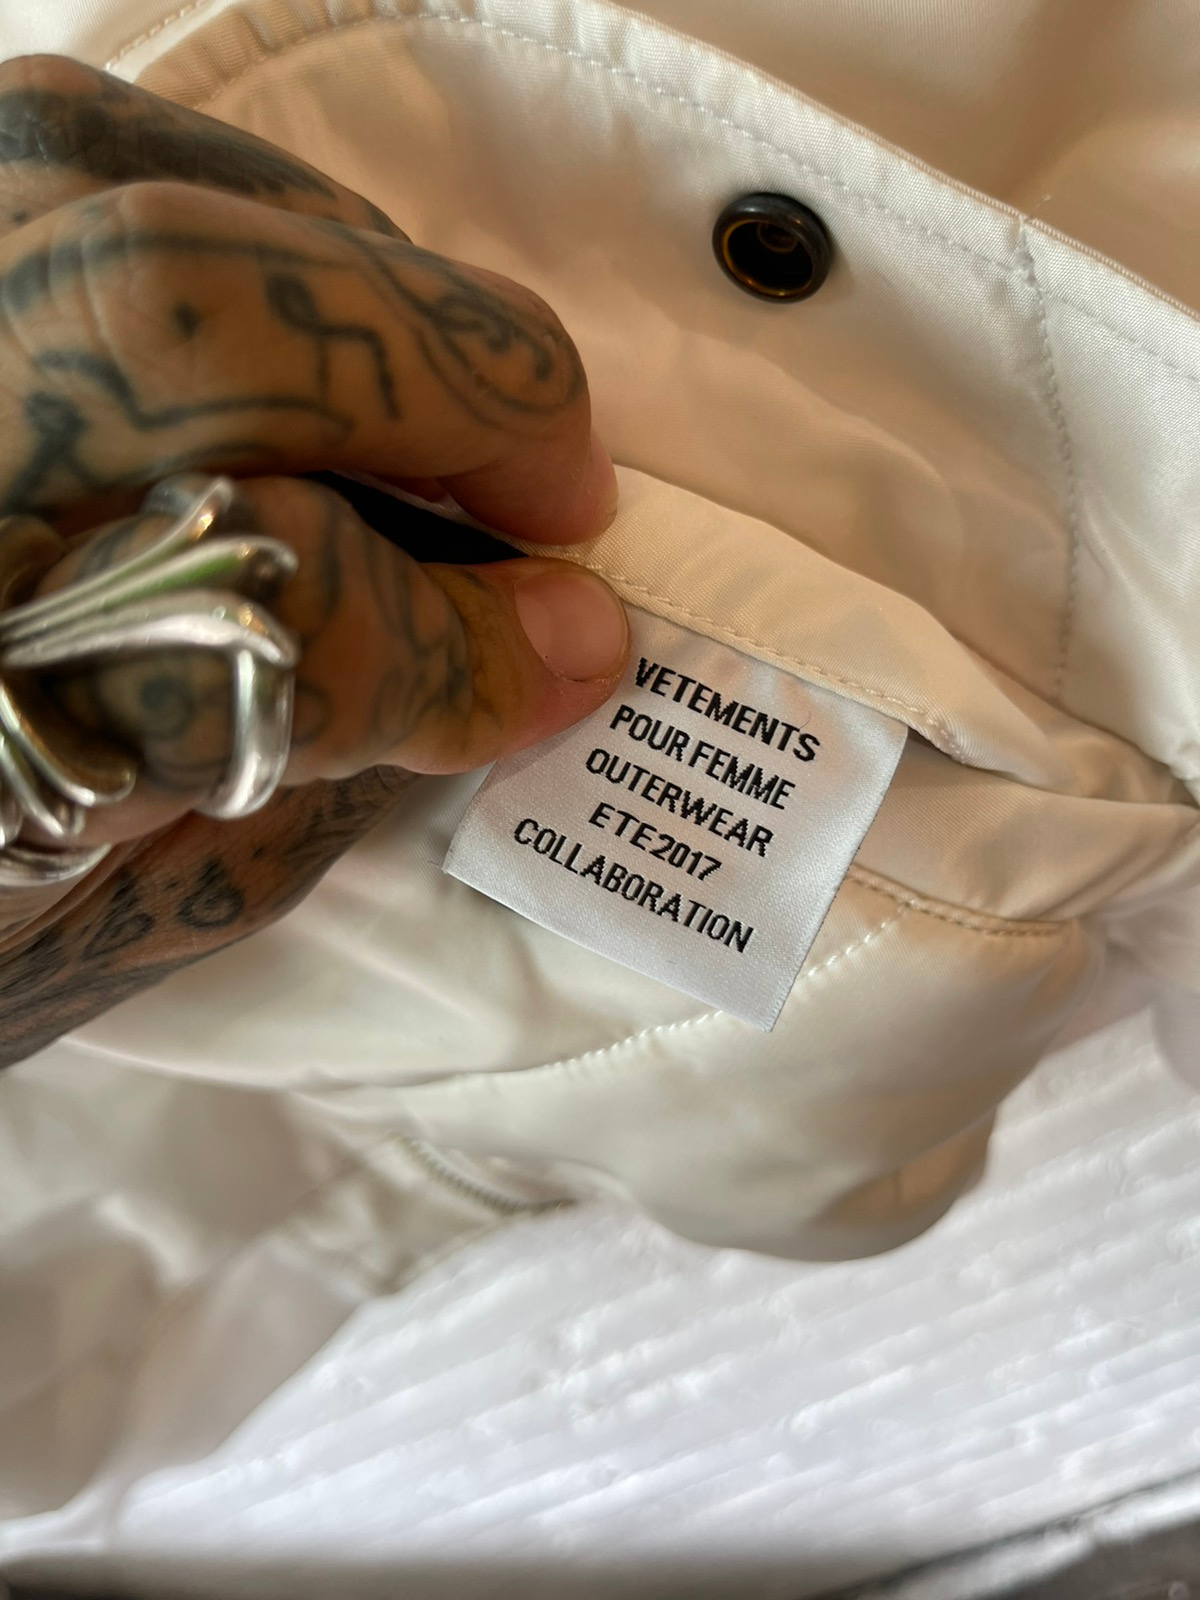 VETEMENTS
POUR FEMME
OUTERWEAR
ETE2017
COLLABORATION